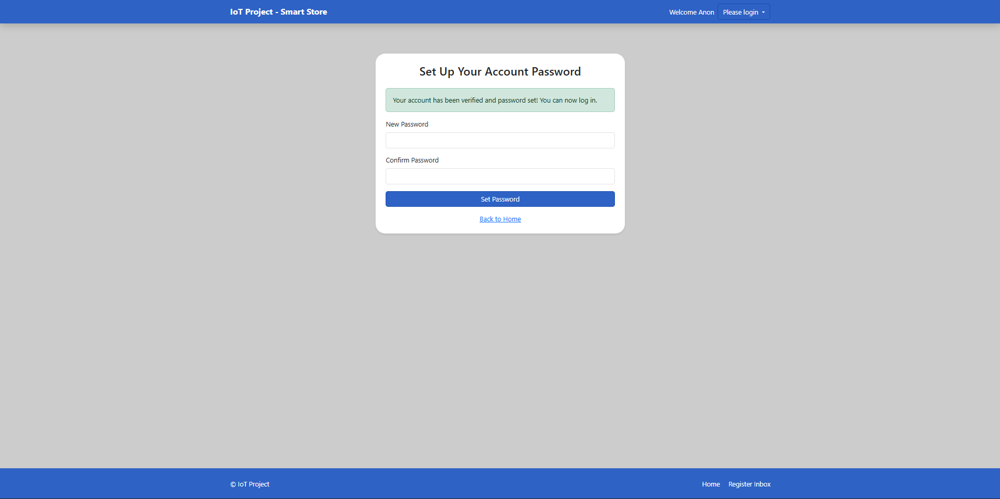 IoT Project - Smart Store
Welcome Anon
Please login
Set Up Your Account Password
Your account has been verified and password set! You can now log in.
New Password
Confirm Password
Set Password
Back to Home
© IoT Project
Home
Register Inbox